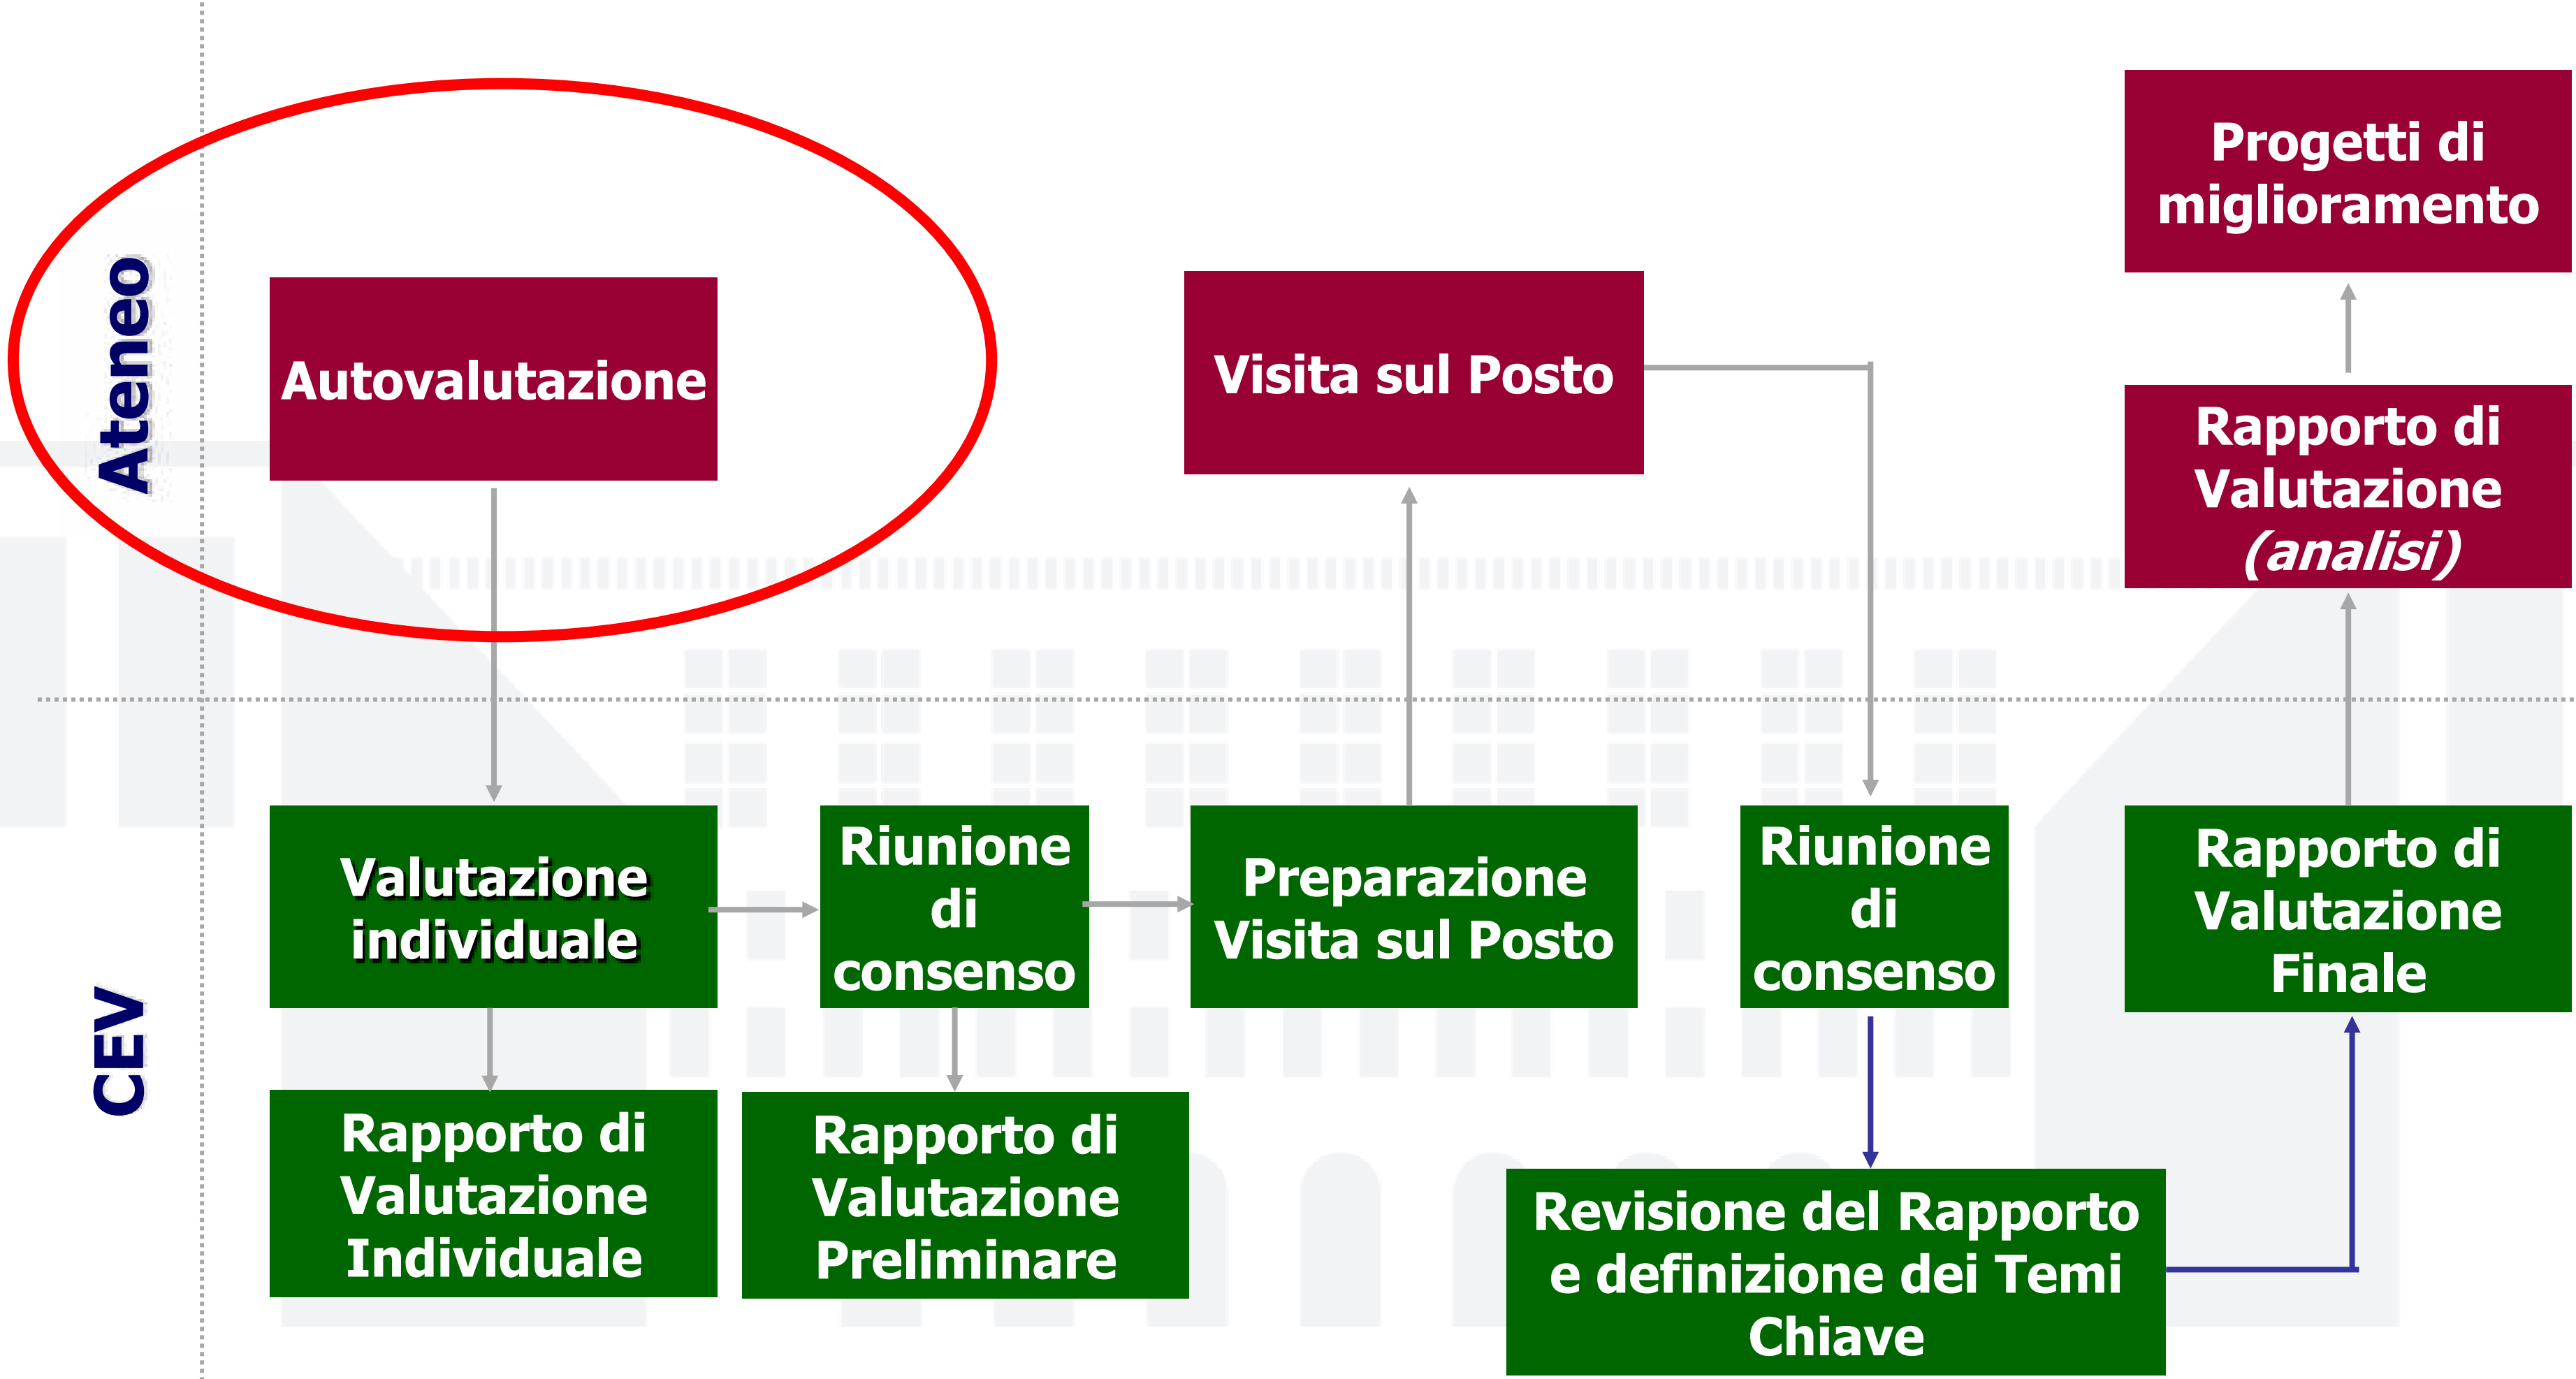 Ateneo
Autovalutazione
Visita sul Posto
Progetti di
miglioramento
Rapporto di
Valutazione
(analisi)
CEV
Valutazione
individuale
Riunione
di
consenso
Preparazione
Visita sul Posto
Riunione
di
consenso
Rapporto di
Valutazione
Finale
Rapporto di
Valutazione
Individuale
Rapporto di
Valutazione
Preliminare
Revisione del Rapporto
e definizione dei Temi
Chiave